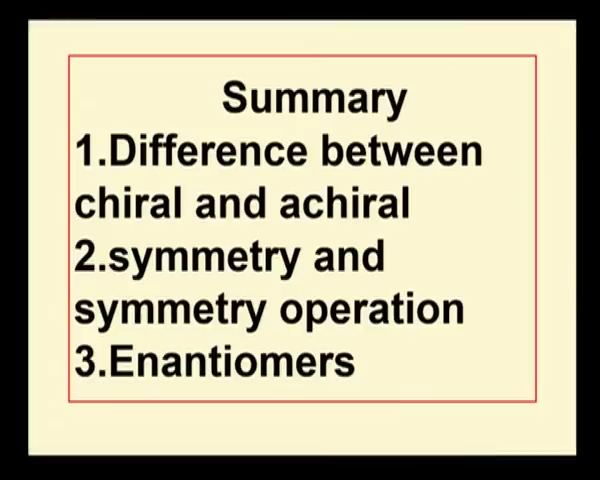 Summary
1.Difference between
chiral and achiral
2.symmetry and
symmetry operation
3.Enantiomers